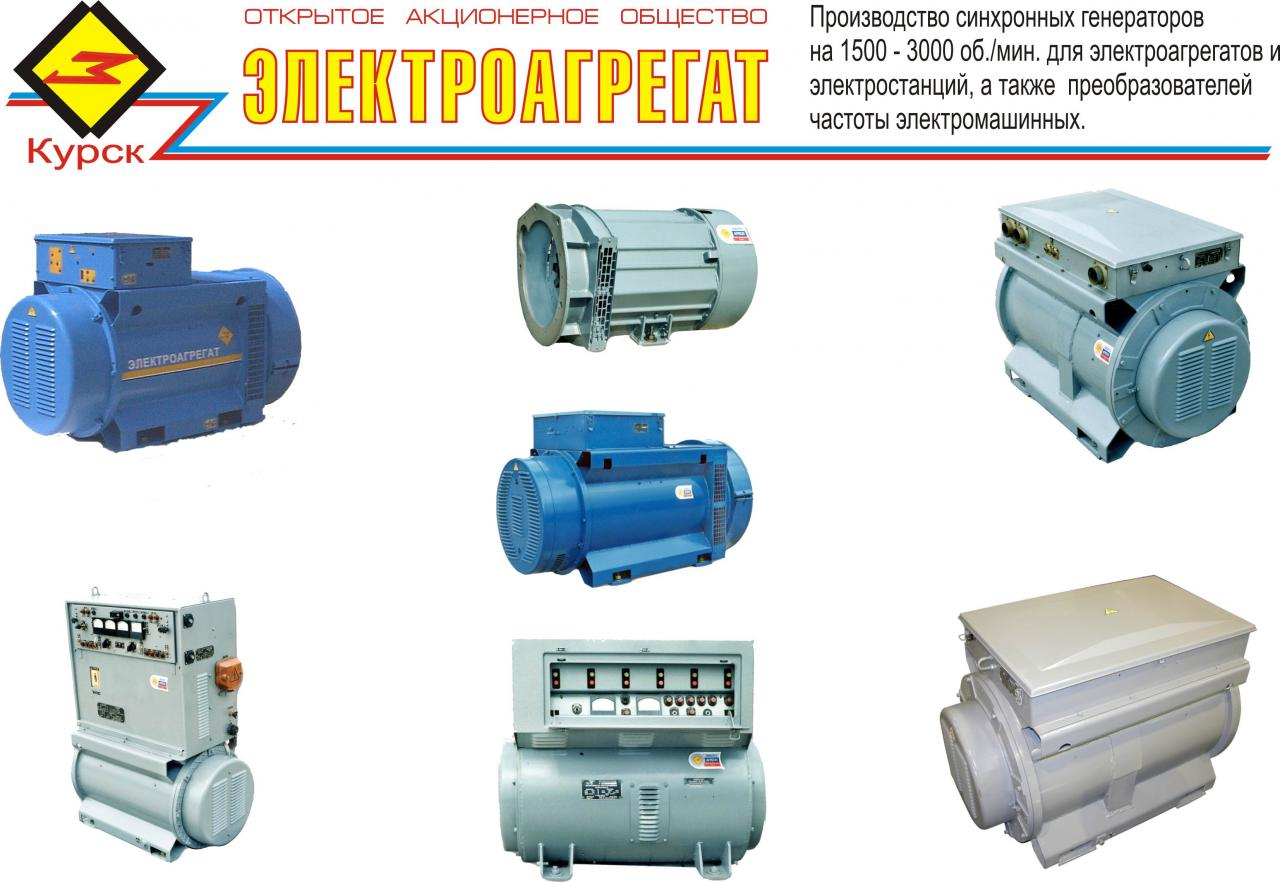 ОТКРЫТОЕ АКЦИОНЕРНОЕ ОБЩЕСТВО
ЭЛЕКТРОАГРЕГАТ
Курск
Производство синхронных генераторов
на 1500 - 3000 об./мин. для электроагрегатов и
электростанций, а также преобразователей
частоты электромашинных.
ЭЛЕКТРОАГРЕГАТ